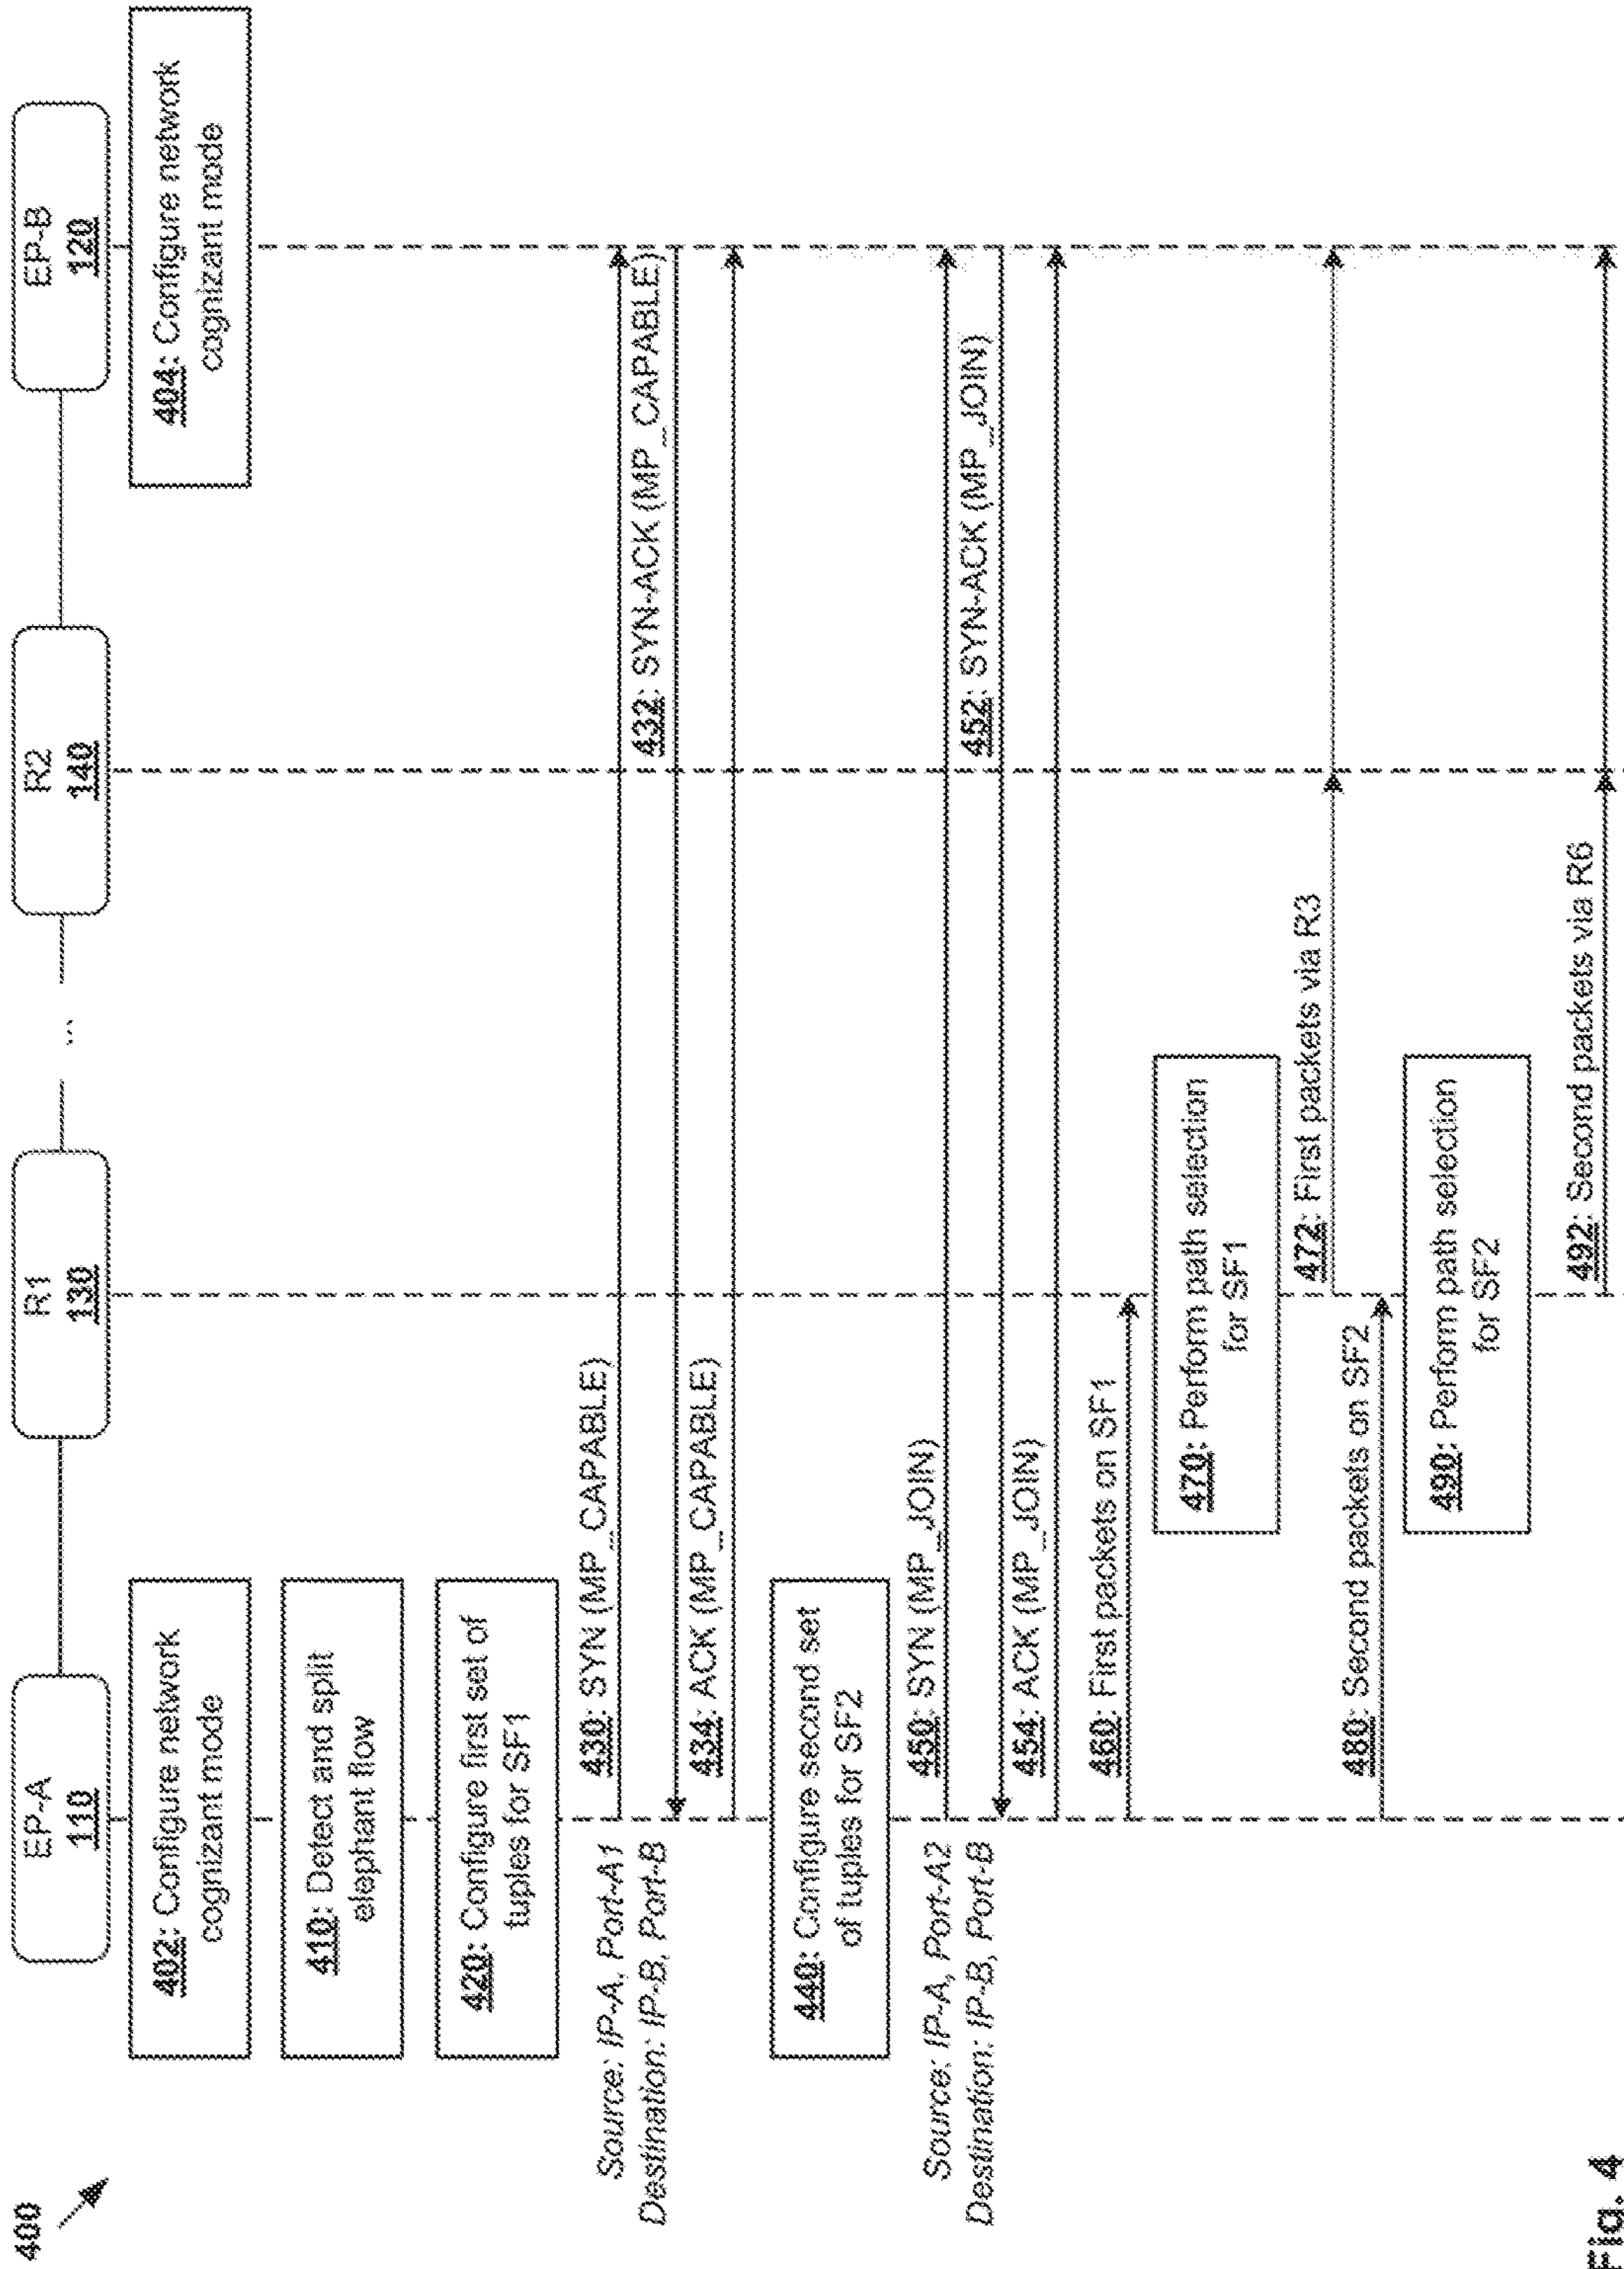 400
EP-A
110
R1
130
...
R2
140
EP-B
120
402: Configure network
cognizant mode
404: Configure network
cognizant mode
410: Detect and split
elephant flow
420: Configure first set of
tuples for SF1
Source: IP-A, Port-A1
Destination: IP-B, Port-B
430: SYN (MP_CAPABLE)
432: SYN-ACK (MP_CAPABLE)
434: ACK (MP_CAPABLE)
440: Configure second set
of tuples for SF2
Source: IP-A, Port-A2
Destination: IP-B, Port-B
450: SYN (MP_JOIN)
452: SYN-ACK (MP_JOIN)
454: ACK (MP_JOIN)
460: First packets on SF1
470: Perform path selection
for SF1
472: First packets via R3
480: Second packets on SF2
490: Perform path selection
for SF2
492: Second packets via R6
Fig. 4